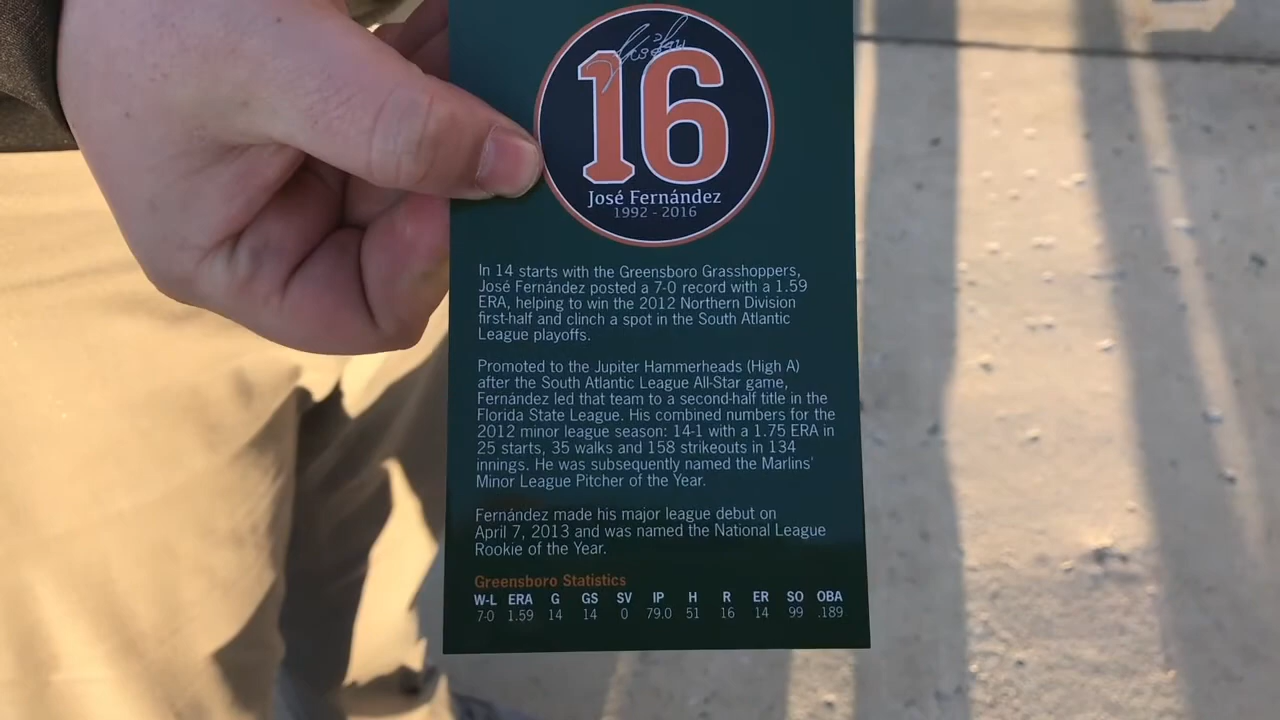 16
José Fernández
1992 - 2016
In 14 starts with the Greensboro Grasshoppers,
José Fernández posted a 7-0 record with a 1.59
ERA, helping to win the 2012 Northern Division
first-half and clinch a spot in the South Atlantic
League playoffs.
Promoted to the Jupiter Hammerheads (High A)
after the South Atlantic League All-Star game,
Fernández led that team to a second-half title in the
Florida State League. His combined numbers for the
2012 minor league season: 14-1 with a 1.75 ERA in
25 starts, 35 walks and 158 strikeouts in 134
innings. He was subsequently named the Marlins'
Minor League Pitcher of the Year.
Fernández made his major league debut on
April 7, 2013 and was named the National League
Rookie of the Year.
Greensboro Statistics
W-L ERA G GS SV IP H R ER SO OBA
7-0 1.59 14 14 0 79.0 51 16 14 99 .189